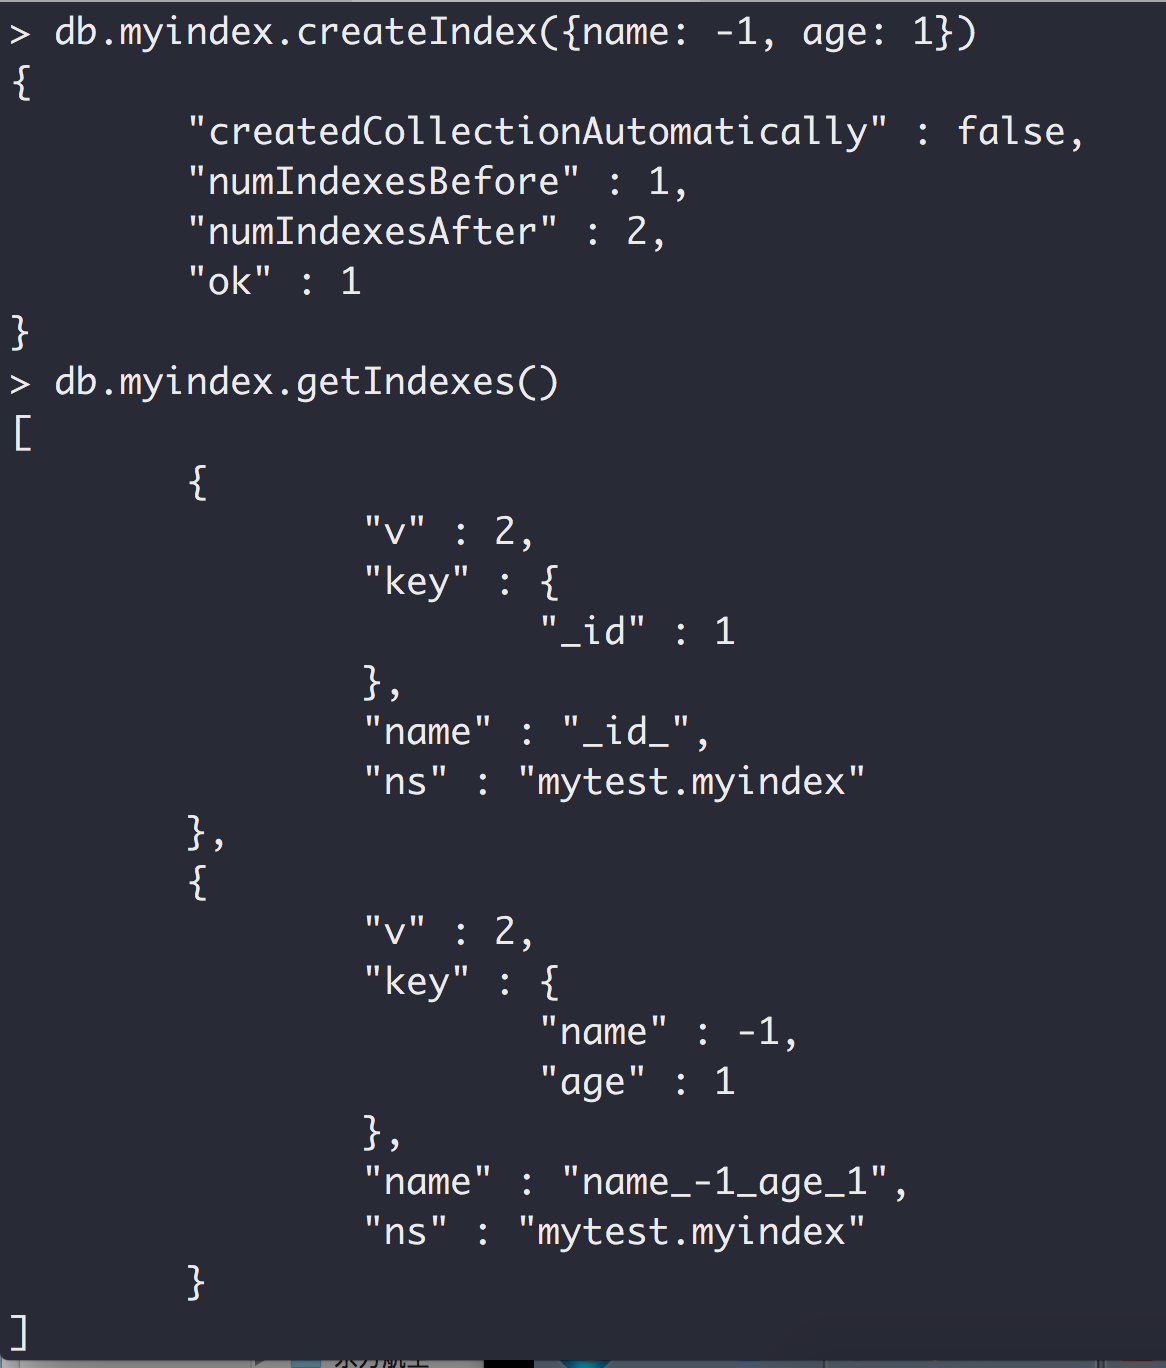 > db.myindex.createIndex({name: -1, age: 1})
{
"createdCollectionAutomatically" : false,
"numIndexesBefore" : 1,
"numIndexesAfter" : 2,
"ok" : 1
}
> db.myindex.getIndexes()
[
{
"v" : 2,
"key" : {
"_id" : 1
},
"name" : "_id_",
"ns" : "mytest.myindex"
},
{
"v" : 2,
"key" : {
"name" : -1,
"age" : 1
},
"name" : "name_-1_age_1",
"ns" : "mytest.myindex"
}
]